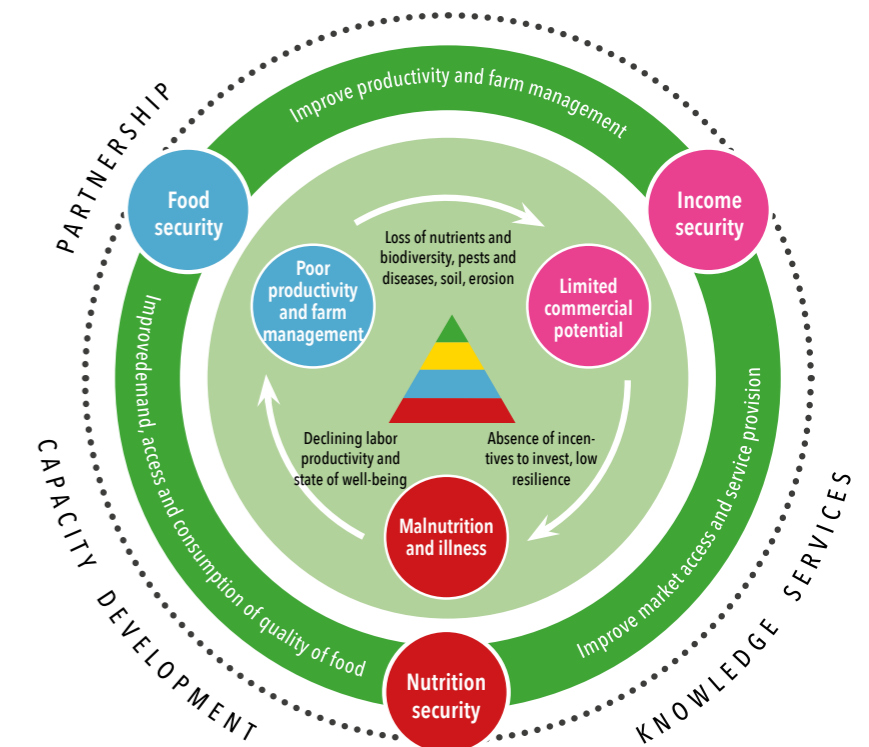 PARTNERSHIP
Improve productivity and farm management
Food
security
Income
security
Loss of nutrients and
biodiversity, pests and
diseases, soil, erosion
Poor
productivity
and farm
management
Limited
commercial
potential
Improvedemand, access and consumption of quality of food
Declining labor
productivity and
state of well-being
Absence of incen-
tives to invest, low
resilience
Improve market access and service provision
Malnutrition
and illness
Nutrition
security
CAPACITY DEVELOPMENT
KNOWLEDGE SERVICES